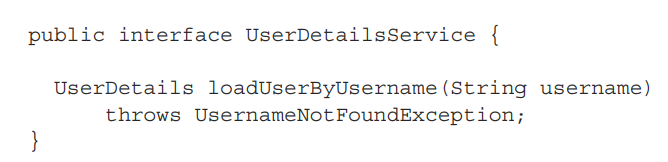 public interface UserDetailsService {
UserDetails loadUserByUsername(String username)
throws UsernameNotFoundException;
}